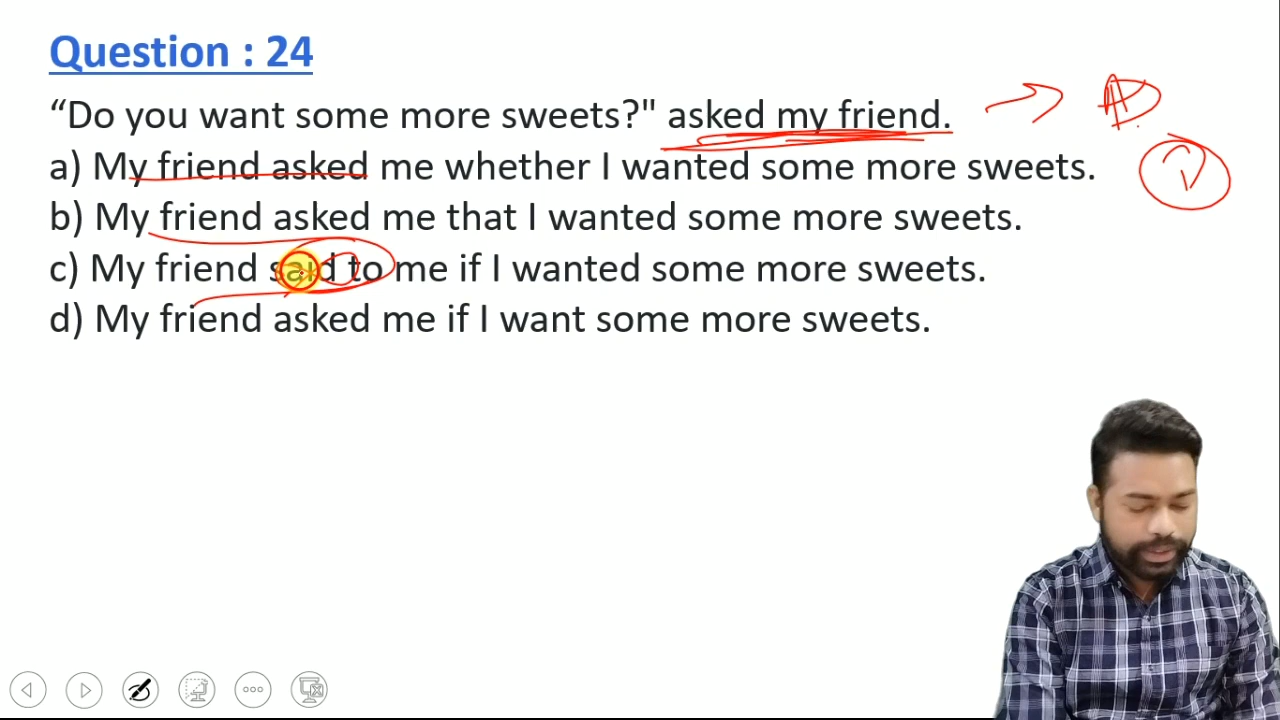 Question : 24
“Do you want some more sweets?" asked my friend.
a) My friend asked me whether I wanted some more sweets.
b) My friend asked me that I wanted some more sweets.
c) My friend said to me if I wanted some more sweets.
d) My friend asked me if I want some more sweets.